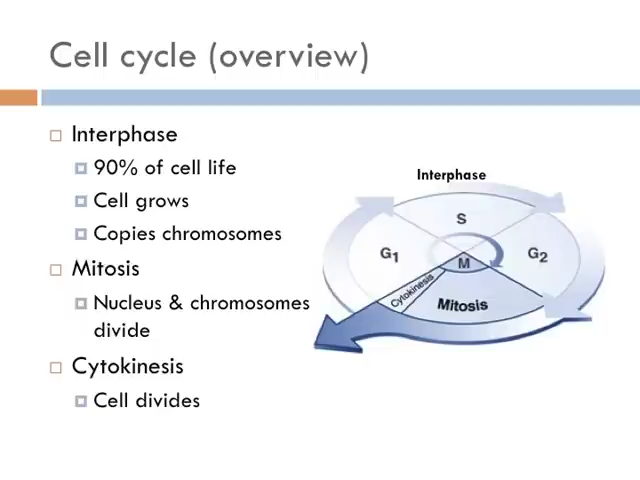 Cell cycle (overview)
Interphase
90% of cell life
Cell grows
Copies chromosomes
Mitosis
Nucleus & chromosomes
divide
Cytokinesis
Cell divides
Interphase
S
G1
G2
M
Cytokinesis
Mitosis